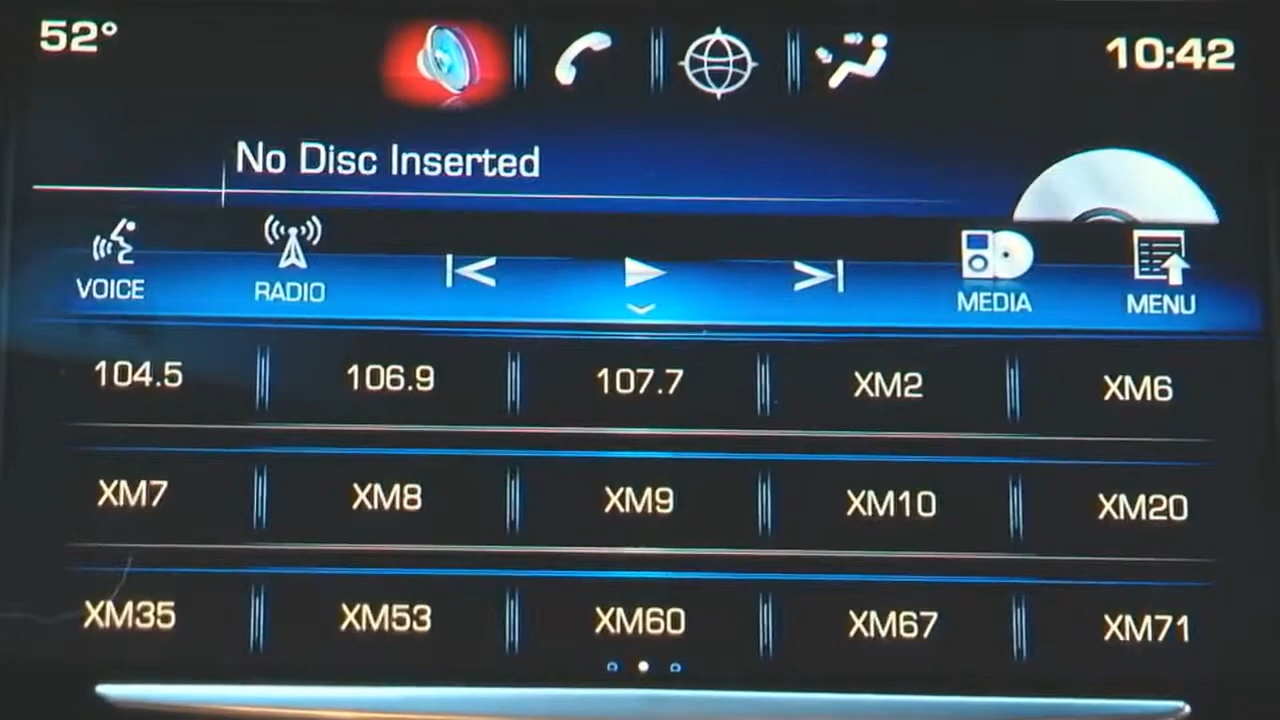 52° 10:42
No Disc Inserted
VOICE RADIO MEDIA MENU
104.5 106.9 107.7 XM2 XM6
XM7 XM8 XM9 XM10 XM20
XM35 XM53 XM60 XM67 XM71